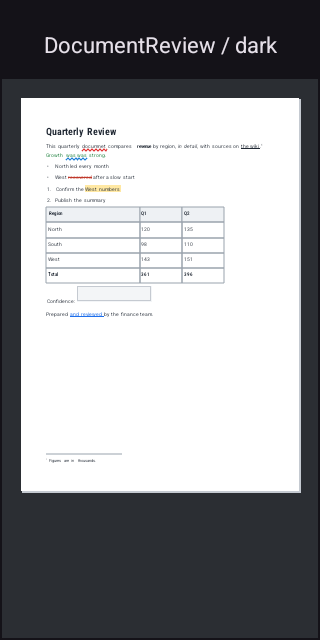 DocumentReview / dark
Quarterly Review
This quarterly documnet compares revenue by region, in detail, with sources on the wiki.¹
Growth was was strong.
• North led every month
• West recovered after a slow start
1. Confirm the West numbers
2. Publish the summary
Region Q1 Q2
North 120 135
South 98 110
West 143 151
Total 361 396
Confidence:
Prepared and reviewed by the finance team.
¹ Figures are in thousands.